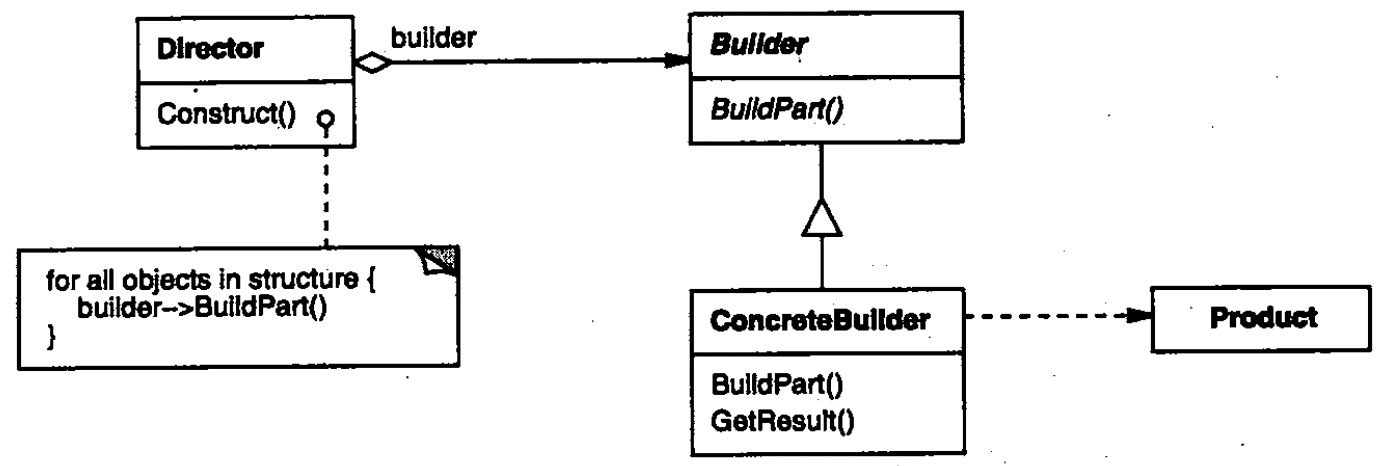 Director
builder
Builder
Construct()
BuildPart()
for all objects in structure {
builder->BuildPart()
}
ConcreteBuilder
Product
BuildPart()
GetResult()